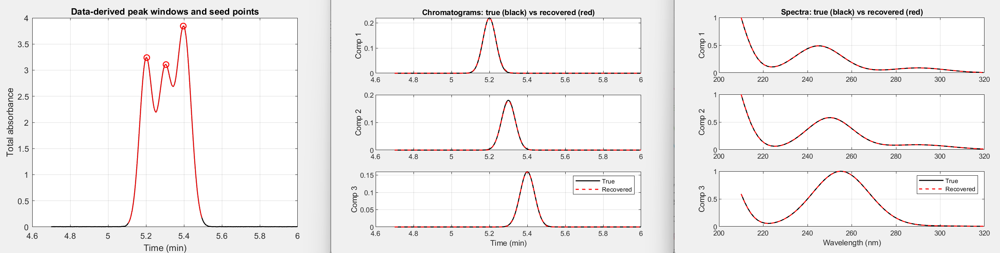 Data-derived peak windows and seed points
4
3.5
3
2.5
2
1.5
1
0.5
0
Total absorbance
4.6 4.8 5 5.2 5.4 5.6 5.8 6
Time (min)
Chromatograms: true (black) vs recovered (red)
0.2
0.1
0
Comp 1
4.6 4.8 5 5.2 5.4 5.6 5.8 6
0.2
0.1
0
Comp 2
4.6 4.8 5 5.2 5.4 5.6 5.8 6
0.15
0.1
0.05
0
Comp 3
True
Recovered
4.6 4.8 5 5.2 5.4 5.6 5.8 6
Time (min)
Spectra: true (black) vs recovered (red)
1
0.5
0
Comp 1
200 220 240 260 280 300 320
1
0.5
0
Comp 2
200 220 240 260 280 300 320
1
0.5
0
Comp 3
True
Recovered
200 220 240 260 280 300 320
Wavelength (nm)